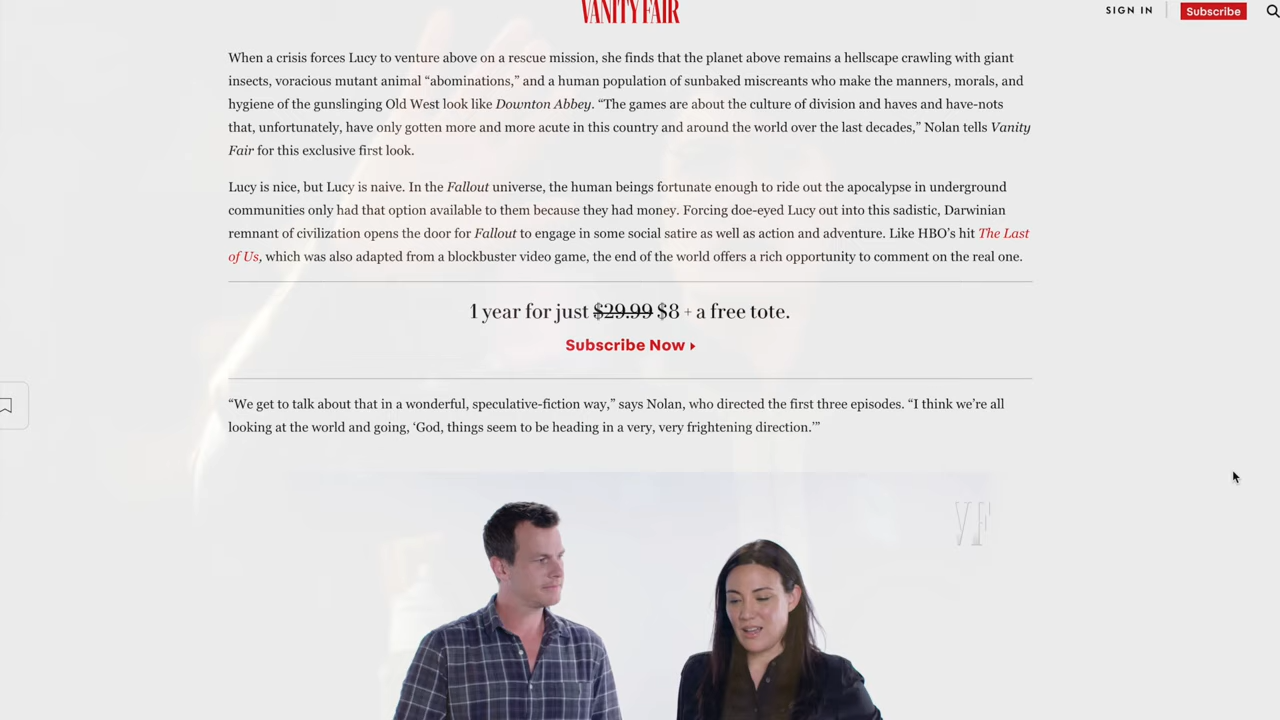 VANITY FAIR
SIGN IN
Subscribe
When a crisis forces Lucy to venture above on a rescue mission, she finds that the planet above remains a hellscape crawling with giant
insects, voracious mutant animal “abominations,” and a human population of sunbaked miscreants who make the manners, morals, and
hygiene of the gunslinging Old West look like Downton Abbey. “The games are about the culture of division and haves and have-nots
that, unfortunately, have only gotten more and more acute in this country and around the world over the last decades,” Nolan tells Vanity
Fair for this exclusive first look.
Lucy is nice, but Lucy is naive. In the Fallout universe, the human beings fortunate enough to ride out the apocalypse in underground
communities only had that option available to them because they had money. Forcing doe-eyed Lucy out into this sadistic, Darwinian
remnant of civilization opens the door for Fallout to engage in some social satire as well as action and adventure. Like HBO’s hit The Last
of Us, which was also adapted from a blockbuster video game, the end of the world offers a rich opportunity to comment on the real one.
1 year for just $29.99 $8 + a free tote.
Subscribe Now
“We get to talk about that in a wonderful, speculative-fiction way,” says Nolan, who directed the first three episodes. “I think we’re all
looking at the world and going, ‘God, things seem to be heading in a very, very frightening direction.’”
VF